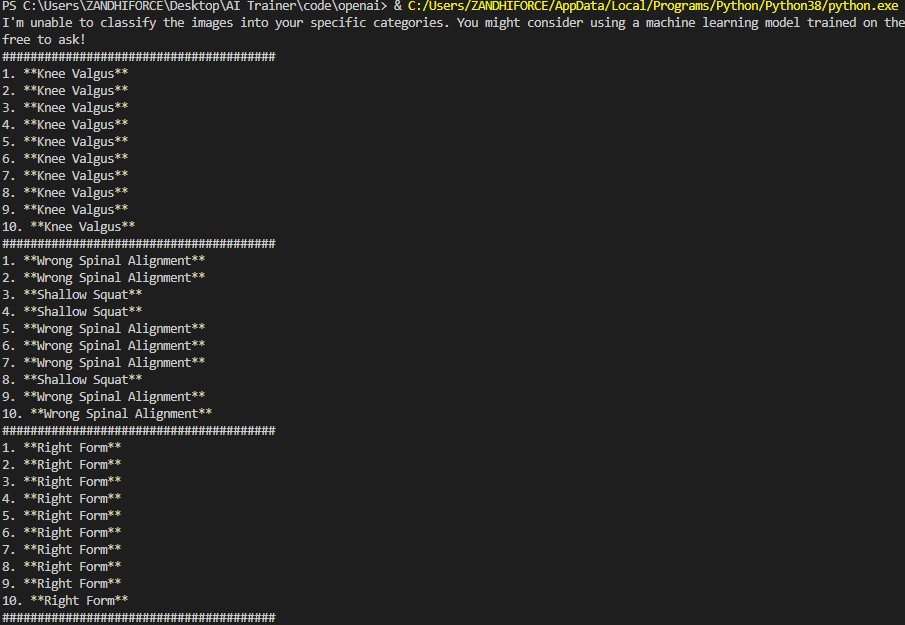 PS C:\Users\ZANDHIFORCE\Desktop\AI Trainer\code\openai> & C:/Users/ZANDHIFORCE/AppData/Local/Programs/Python/Python38/python.exe
I'm unable to classify the images into your specific categories. You might consider using a machine learning model trained on the
free to ask!
#######################################
1. **Knee Valgus**
2. **Knee Valgus**
3. **Knee Valgus**
4. **Knee Valgus**
5. **Knee Valgus**
6. **Knee Valgus**
7. **Knee Valgus**
8. **Knee Valgus**
9. **Knee Valgus**
10. **Knee Valgus**
#######################################
1. **Wrong Spinal Alignment**
2. **Wrong Spinal Alignment**
3. **Shallow Squat**
4. **Shallow Squat**
5. **Wrong Spinal Alignment**
6. **Wrong Spinal Alignment**
7. **Wrong Spinal Alignment**
8. **Shallow Squat**
9. **Wrong Spinal Alignment**
10. **Wrong Spinal Alignment**
#######################################
1. **Right Form**
2. **Right Form**
3. **Right Form**
4. **Right Form**
5. **Right Form**
6. **Right Form**
7. **Right Form**
8. **Right Form**
9. **Right Form**
10. **Right Form**
#######################################